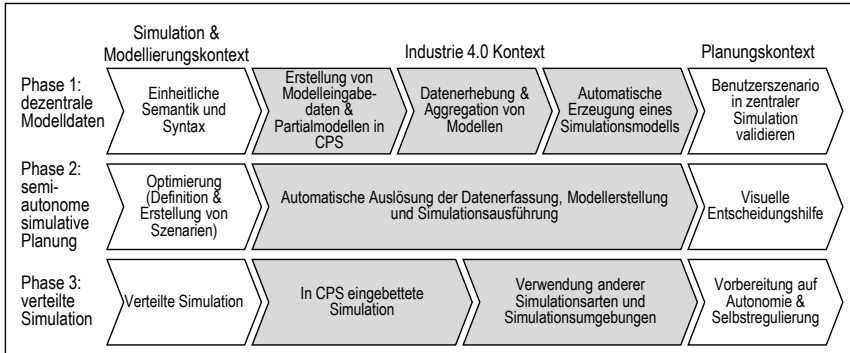 Simulation &
Modellierungskontext
Industrie 4.0 Kontext
Planungskontext
Phase 1:
dezentrale
Modelldaten
Einheitliche
Semantik und
Syntax
Erstellung von
Modelleingabe-
daten &
Partialmodellen in
CPS
Datenerhebung &
Aggregation von
Modellen
Automatische
Erzeugung eines
Simulationsmodells
Benutzerszenario
in zentraler
Simulation
validieren
Phase 2:
semi-
autonome
simulative
Planung
Optimierung
(Definition &
Erstellung von
Szenarien)
Automatische Auslösung der Datenerfassung, Modellerstellung
und Simulationsausführung
Visuelle
Entscheidungshilfe
Phase 3:
verteilte
Simulation
Verteilte Simulation
In CPS eingebettete
Simulation
Verwendung anderer
Simulationsarten und
Simulationsumgebungen
Vorbereitung auf
Autonomie &
Selbstregulierung